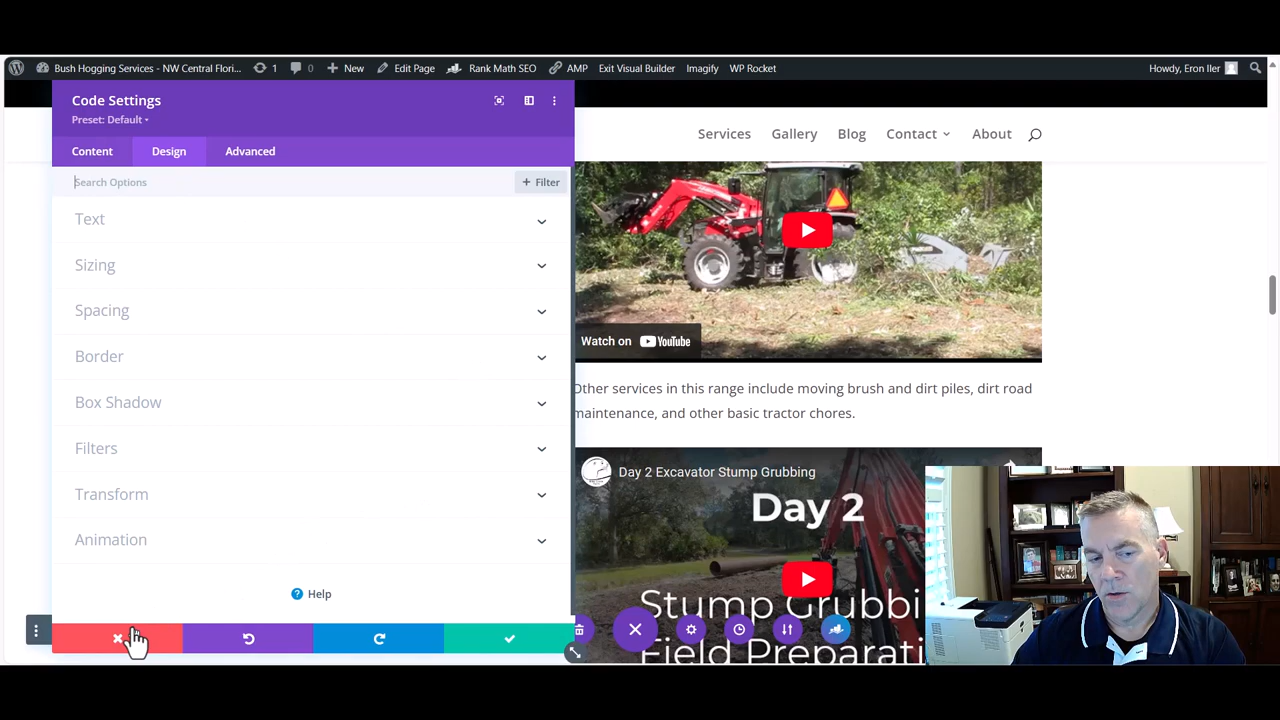 Bush Hogging Services - NW Central Flori... 1 0 New Edit Page Rank Math SEO AMP Exit Visual Builder Imagify WP Rocket Howdy, Eron Iler
Code Settings
Preset: Default
Services Gallery Blog Contact About
Content Design Advanced
Search Options + Filter
Text
Sizing
Spacing
Border
Box Shadow
Filters
Transform
Animation
Help
Watch on YouTube
Other services in this range include moving brush and dirt piles, dirt road
maintenance, and other basic tractor chores.
Day 2 Excavator Stump Grubbing
Day 2
Stump Grubbi
Field Preparati